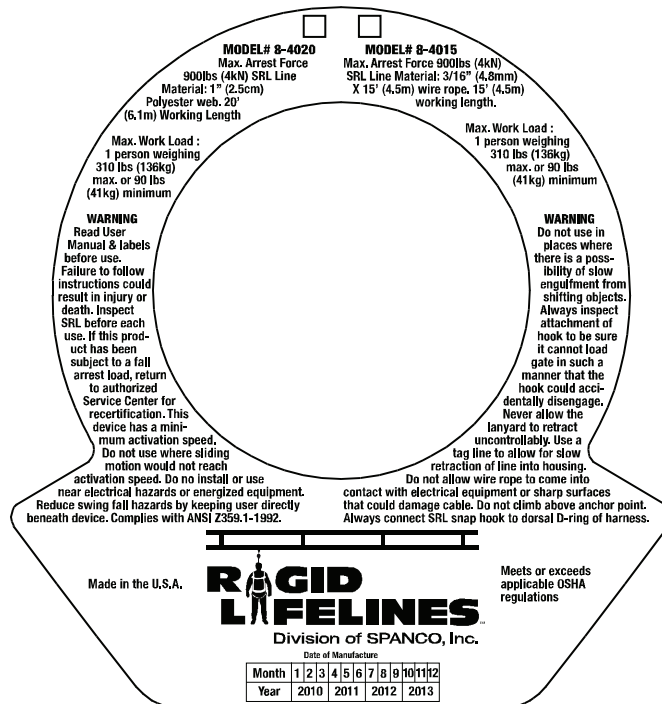 MODEL# 8-4020
Max. Arrest Force
900lbs (4kN) SRL Line
Material: 1" (2.5cm)
Polyester web. 20'
(6.1m) Working Length
Max. Work Load :
1 person weighing
310 lbs (136kg)
max. or 90 lbs
(41kg) minimum
WARNING
Read User
Manual & labels
before use.
Failure to follow
instructions could
result in injury or
death. Inspect
SRL before each
use. If this prod-
uct has been
subject to a fall
arrest load, return
to authorized
Service Center for
recertification. This
device has a mini-
mum activation speed.
Do not use where sliding
motion would not reach
activation speed. Do no install or use
near electrical hazards or energized equipment.
Reduce swing fall hazards by keeping user directly
beneath device. Complies with ANSI Z359.1-1992.
MODEL# 8-4015
Max. Arrest Force 900lbs (4kN)
SRL Line Material: 3/16" (4.8mm)
X 15' (4.5m) wire rope. 15' (4.5m)
working length.
Max. Work Load :
1 person weighing
310 lbs (136kg)
max. or 90 lbs
(41kg) minimum
WARNING
Do not use in
places where
there is a poss-
ibility of slow
engulfment from
shifting objects.
Always inspect
attachment of
hook to be sure
it cannot load
gate in such a
manner that the
hook could acci-
dentally disengage.
Never allow the
lanyard to retract
uncontrollably. Use a
tag line to allow for slow
retraction of line into housing.
Do not allow wire rope to come into
contact with electrical equipment or sharp surfaces
that could damage cable. Do not climb above anchor point.
Always connect SRL snap hook to dorsal D-ring of harness.
Made in the U.S.A.
RIGID
LIFELINES
Division of SPANCO, Inc.
Meets or exceeds
applicable OSHA
regulations
Date of Manufacture
Month 1 2 3 4 5 6 7 8 9 10 11 12
Year 2010 2011 2012 2013